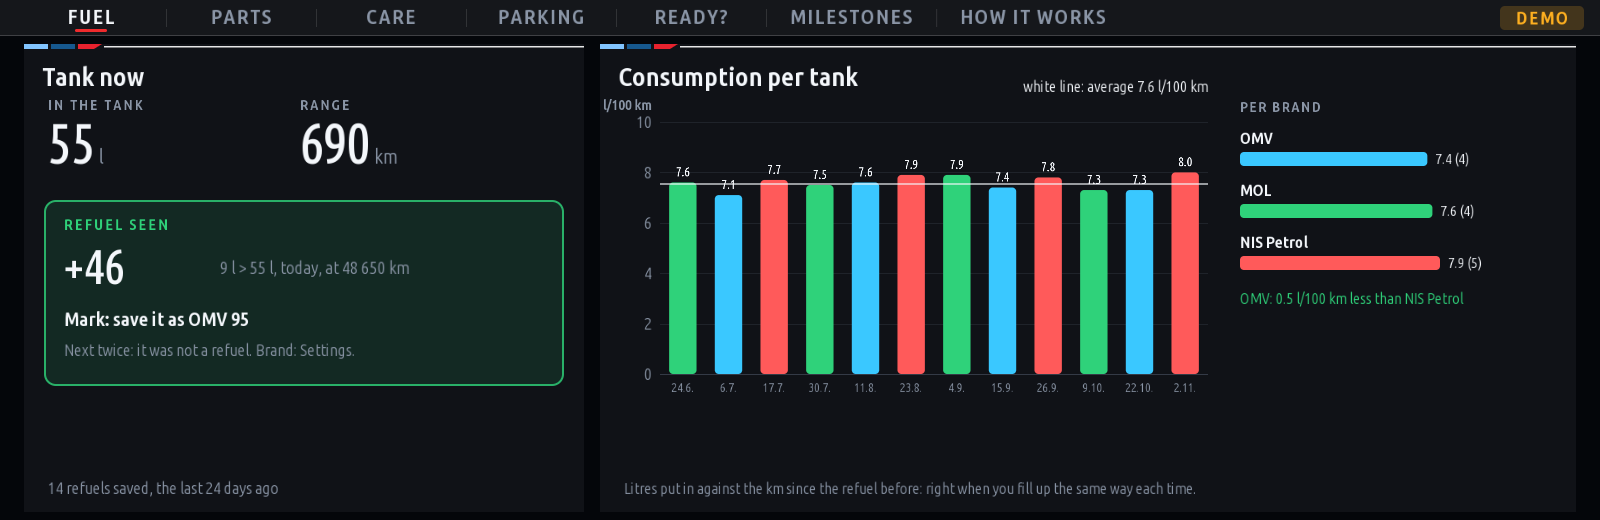 FUEL PARTS CARE PARKING READY? MILESTONES HOW IT WORKS DEMO
Tank now
IN THE TANK RANGE
55 l 690 km
REFUEL SEEN
+46 9 l > 55 l, today, at 48 650 km
Mark: save it as OMV 95
Next twice: it was not a refuel. Brand: Settings.
14 refuels saved, the last 24 days ago
Consumption per tank
white line: average 7.6 l/100 km
l/100 km
10
8
6
4
2
0
7.6 7.1 7.7 7.5 7.6 7.9 7.9 7.4 7.8 7.3 7.3 8.0
24.6. 6.7. 17.7. 30.7. 11.8. 23.8. 4.9. 15.9. 26.9. 9.10. 22.10. 2.11.
PER BRAND
OMV
7.4 (4)
MOL
7.6 (4)
NIS Petrol
7.9 (5)
OMV: 0.5 l/100 km less than NIS Petrol
Litres put in against the km since the refuel before: right when you fill up the same way each time.